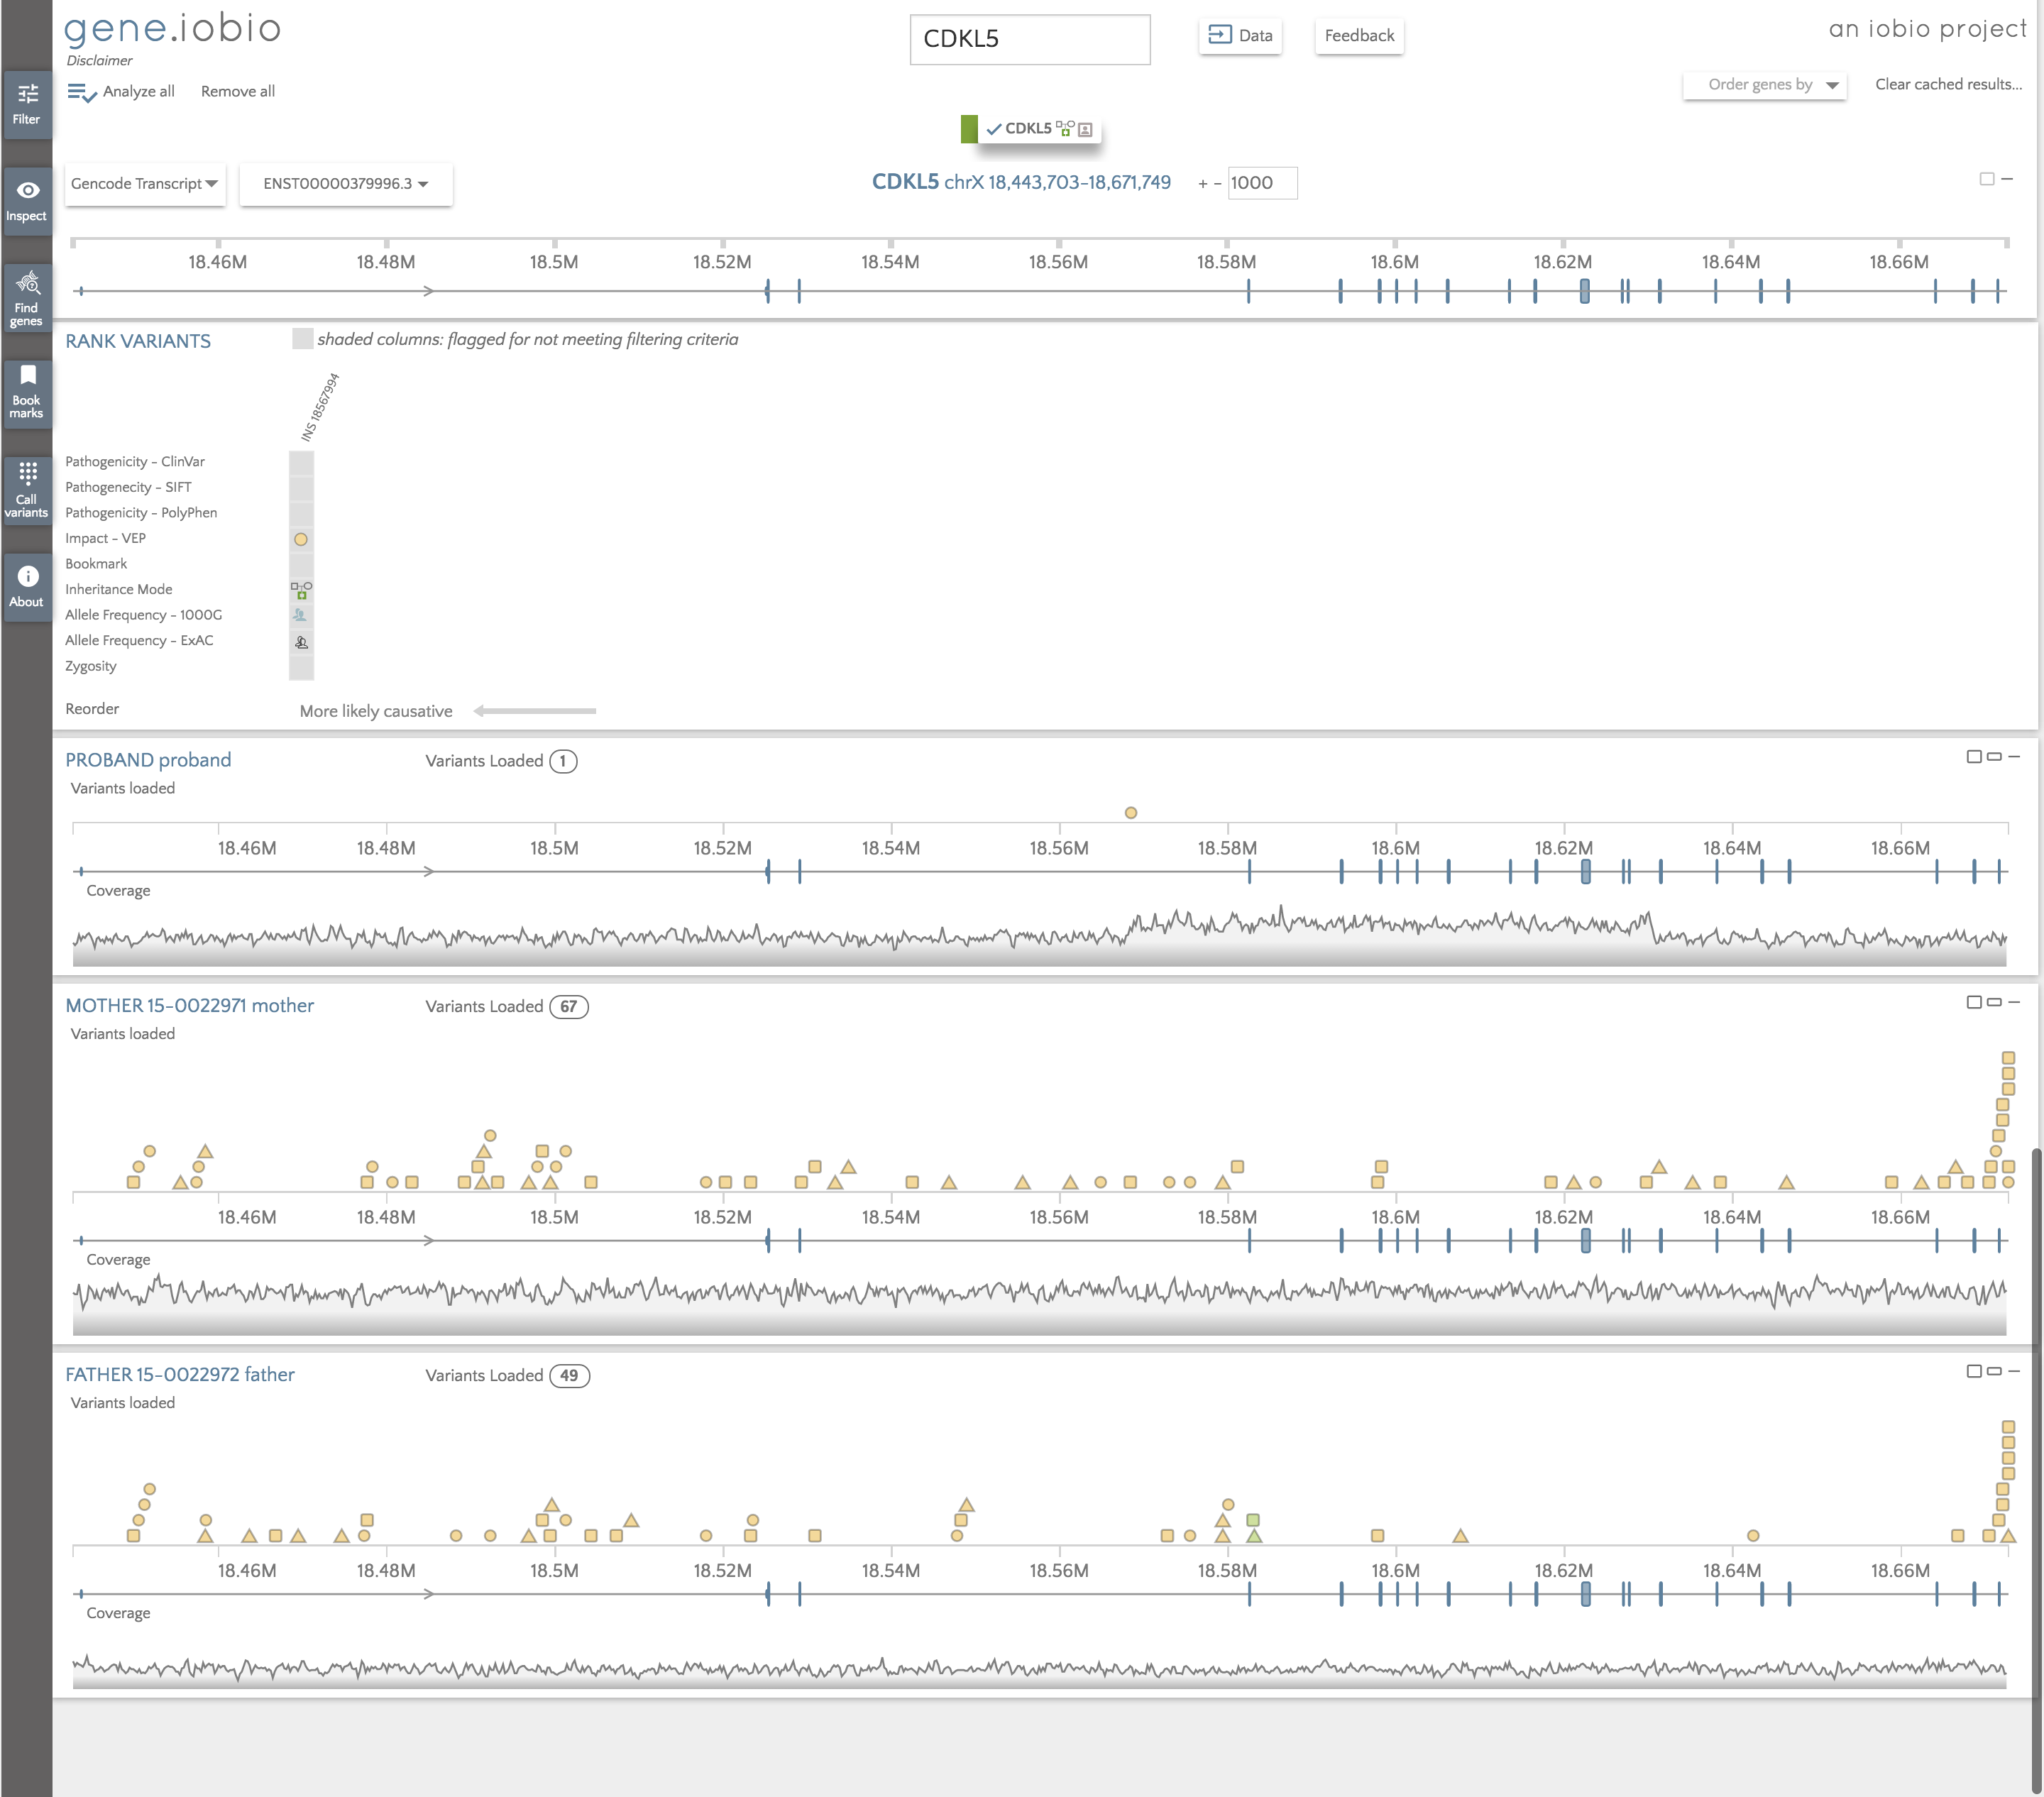 gene.iobio
Disclaimer
CDKL5
Data
Feedback
an iobio project
Analyze all
Remove all
Order genes by
Clear cached results...
CDKL5
Filter
Inspect
Find
genes
Book
marks
Call
variants
About
Gencode Transcript
ENST00000379996.3
CDKL5 chrX 18,443,703-18,671,749
+ - 1000
18.46M 18.48M 18.5M 18.52M 18.54M 18.56M 18.58M 18.6M 18.62M 18.64M 18.66M
RANK VARIANTS
shaded columns: flagged for not meeting filtering criteria
INS 18567994
Pathogenicity - ClinVar
Pathogenecity - SIFT
Pathogenicity - PolyPhen
Impact - VEP
Bookmark
Inheritance Mode
Allele Frequency - 1000G
Allele Frequency - ExAC
Zygosity
Reorder
More likely causative
PROBAND proband
Variants Loaded 1
Variants loaded
18.46M 18.48M 18.5M 18.52M 18.54M 18.56M 18.58M 18.6M 18.62M 18.64M 18.66M
Coverage
MOTHER 15-0022971 mother
Variants Loaded 67
Variants loaded
18.46M 18.48M 18.5M 18.52M 18.54M 18.56M 18.58M 18.6M 18.62M 18.64M 18.66M
Coverage
FATHER 15-0022972 father
Variants Loaded 49
Variants loaded
18.46M 18.48M 18.5M 18.52M 18.54M 18.56M 18.58M 18.6M 18.62M 18.64M 18.66M
Coverage